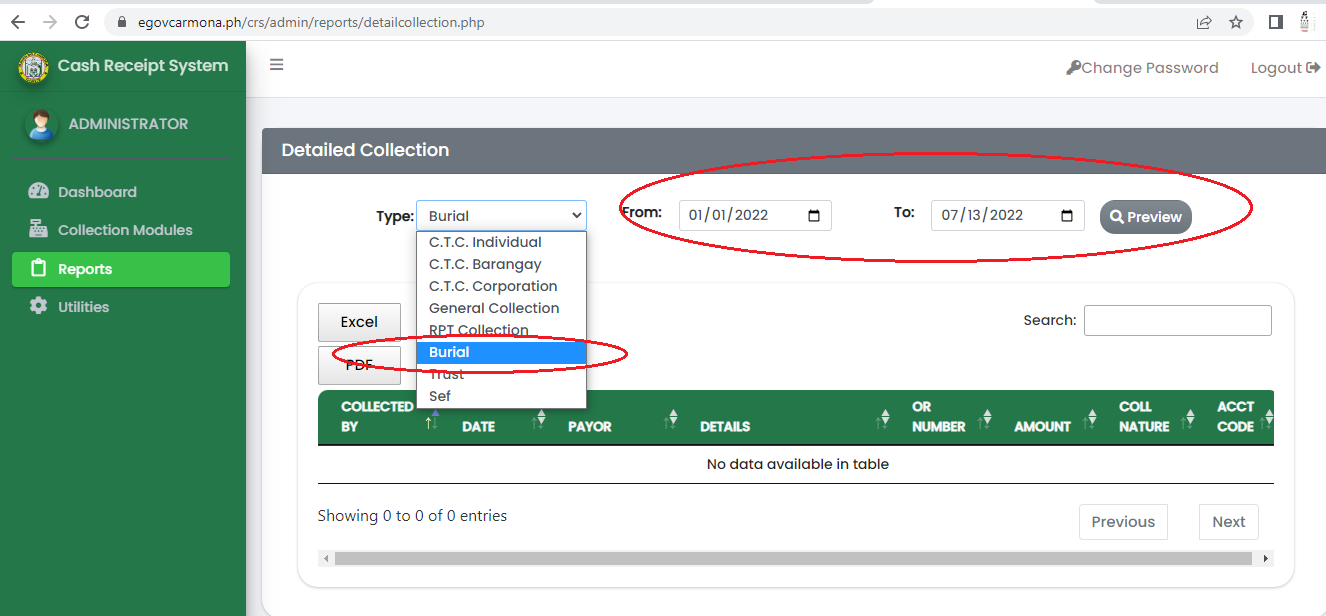 egovcarmona.ph/crs/admin/reports/detailcollection.php
Cash Receipt System
Change Password
Logout
ADMINISTRATOR
Dashboard
Collection Modules
Reports
Utilities
Detailed Collection
Type: Burial
From: 01/01/2022
To: 07/13/2022
Preview
C.T.C. Individual
C.T.C. Barangay
C.T.C. Corporation
General Collection
RPT Collection
Burial
Trust
Sef
Excel
PDF
Search:
COLLECTED BY
DATE
PAYOR
DETAILS
OR NUMBER
AMOUNT
COLL NATURE
ACCT CODE
No data available in table
Showing 0 to 0 of 0 entries
Previous
Next